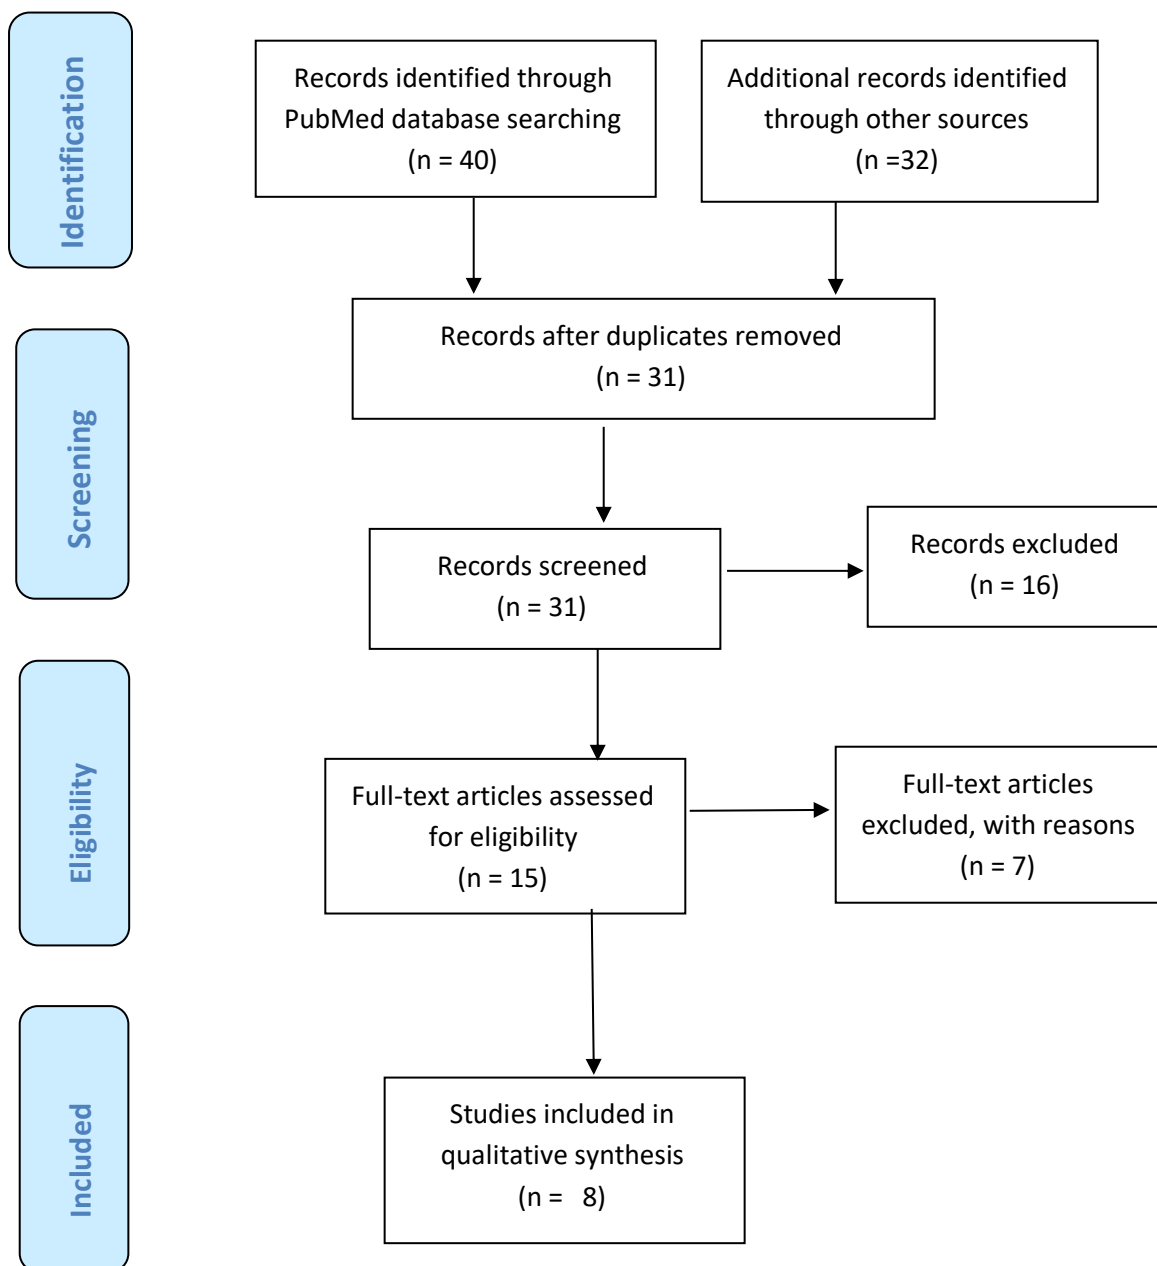 Identification
Records identified through
PubMed database searching
(n = 40)
Additional records identified
through other sources
(n =32)
Records after duplicates removed
(n = 31)
Screening
Records screened
(n = 31)
Records excluded
(n = 16)
Eligibility
Full-text articles assessed
for eligibility
(n = 15)
Full-text articles
excluded, with reasons
(n = 7)
Included
Studies included in
qualitative synthesis
(n =   8)